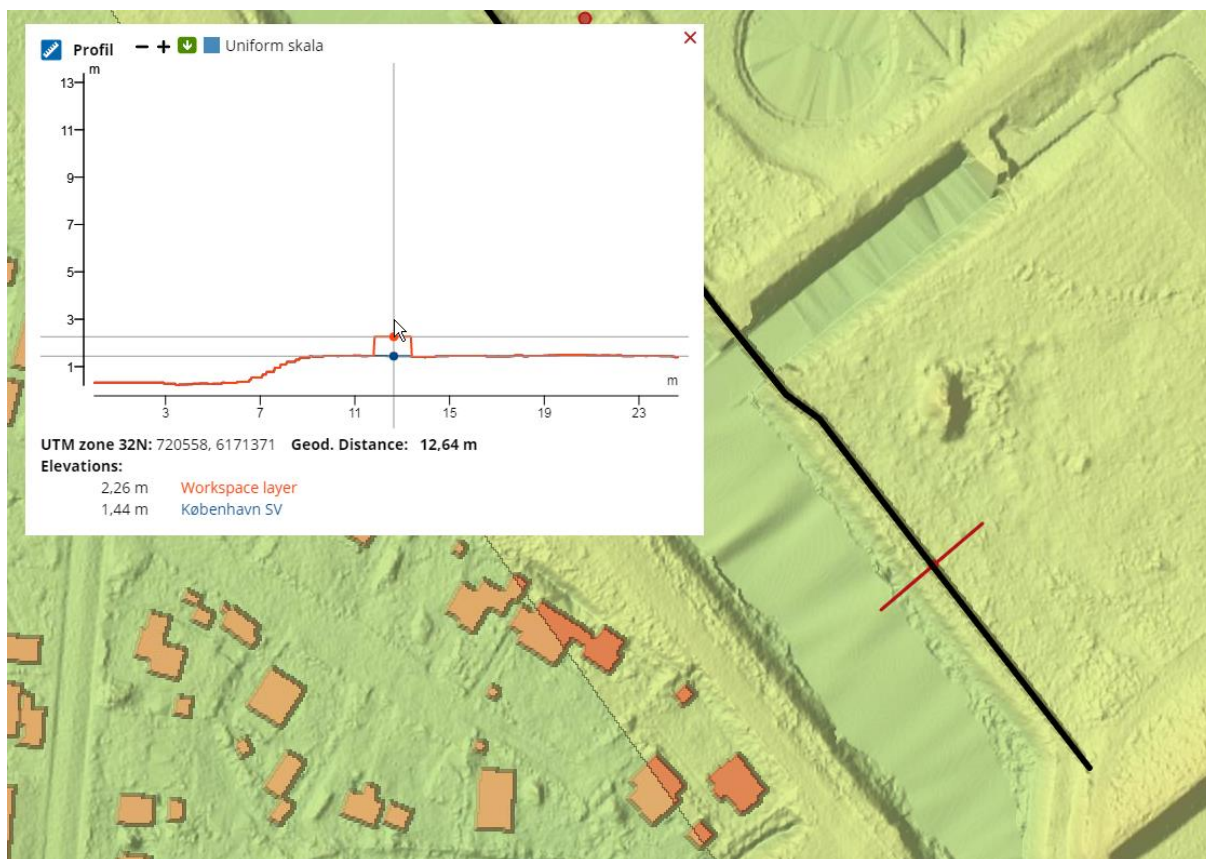 Profil − + Uniform skala
m
13
11
9
7
5
3
1
m
3 7 11 15 19 23
UTM zone 32N: 720558, 6171371 Geod. Distance: 12,64 m
Elevations:
2,26 m Workspace layer
1,44 m København SV